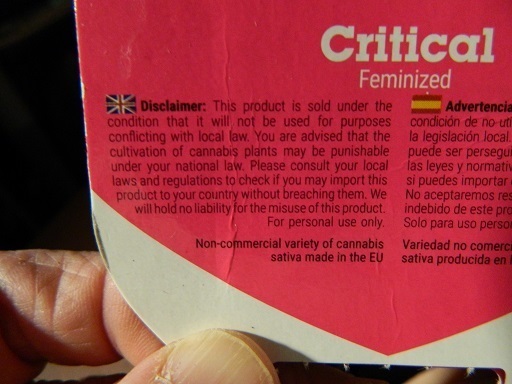 Critical
Feminized
Disclaimer: This product is sold under the
condition that it will not be used for purposes
conflicting with local law. You are advised that the
cultivation of cannabis plants may be punishable
under your national law. Please consult your local
laws and regulations to check if you may import this
product to your country without breaching them. We
will hold no liability for the misuse of this product.
For personal use only.
Non-commercial variety of cannabis
sativa made in the EU
Advertencia
condición de no uti
la legislación local.
puede ser persegui
las leyes y normativ
si puedes importar
No aceptaremos res
indebido de este pro
Solo para uso person
Variedad no comerc
sativa producida en l